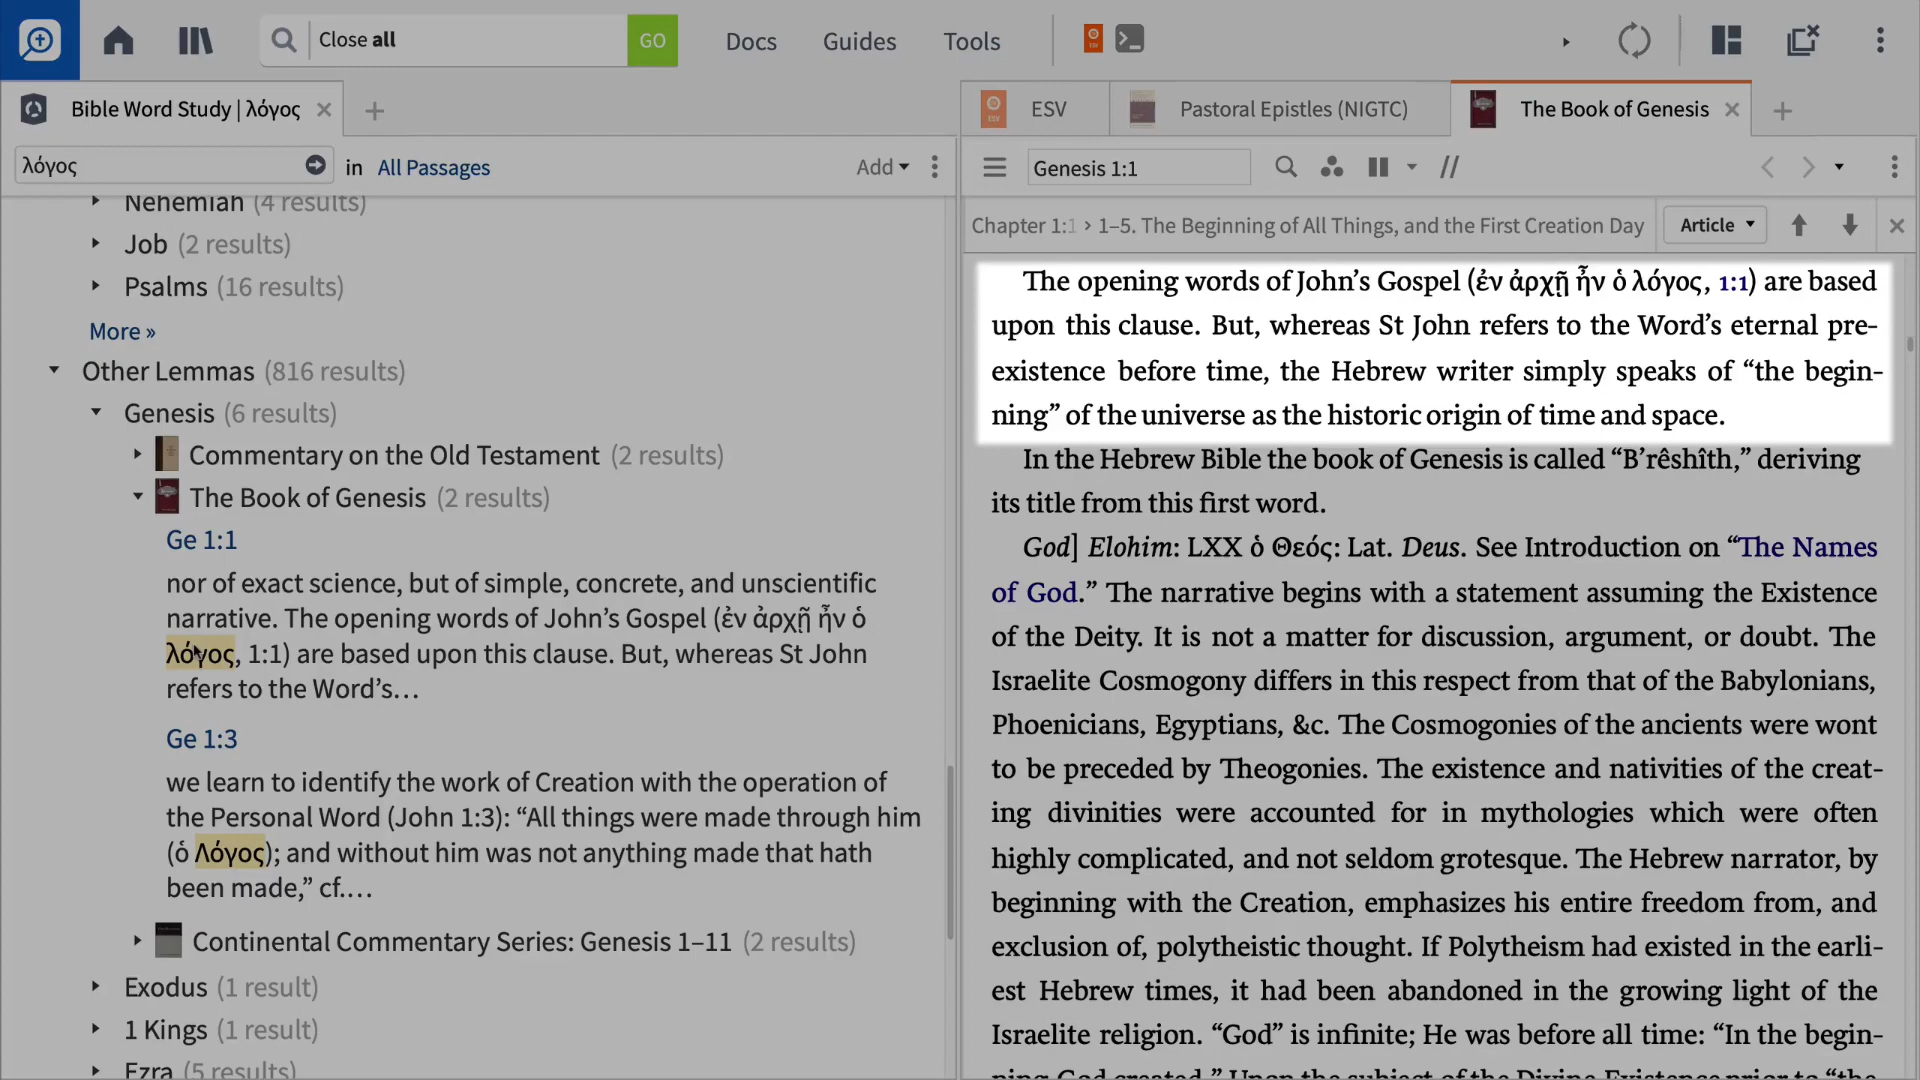 Close all
GO
Docs
Guides
Tools
Bible Word Study | λόγος
λόγος
in
All Passages
Add
Nehemiah (4 results)
Job (2 results)
Psalms (16 results)
More »
Other Lemmas (816 results)
Genesis (6 results)
Commentary on the Old Testament (2 results)
The Book of Genesis (2 results)
Ge 1:1
nor of exact science, but of simple, concrete, and unscientific
narrative. The opening words of John’s Gospel (ἐν ἀρχῇ ἦν ὁ
λόγος, 1:1) are based upon this clause. But, whereas St John
refers to the Word’s…
Ge 1:3
we learn to identify the work of Creation with the operation of
the Personal Word (John 1:3): “All things were made through him
(ὁ Λόγος); and without him was not anything made that hath
been made,” cf.…
Continental Commentary Series: Genesis 1–11 (2 results)
Exodus (1 result)
1 Kings (1 result)
Ezra (5 results)
ESV
ESV
ESV
Pastoral Epistles (NIGTC)
The Book of Genesis
Genesis 1:1
Chapter 1:1 › 1–5. The Beginning of All Things, and the First Creation Day
Article
The opening words of John’s Gospel (ἐν ἀρχῇ ἦν ὁ λόγος, 1:1) are based
upon this clause. But, whereas St John refers to the Word’s eternal pre-
existence before time, the Hebrew writer simply speaks of “the begin-
ning” of the universe as the historic origin of time and space.
In the Hebrew Bible the book of Genesis is called “B’rêshîth,” deriving
its title from this first word.
God] Elohim: LXX ὁ Θεός: Lat. Deus. See Introduction on “The Names
of God.” The narrative begins with a statement assuming the Existence
of the Deity. It is not a matter for discussion, argument, or doubt. The
Israelite Cosmogony differs in this respect from that of the Babylonians,
Phoenicians, Egyptians, &c. The Cosmogonies of the ancients were wont
to be preceded by Theogonies. The existence and nativities of the creat-
ing divinities were accounted for in mythologies which were often
highly complicated, and not seldom grotesque. The Hebrew narrator, by
beginning with the Creation, emphasizes his entire freedom from, and
exclusion of, polytheistic thought. If Polytheism had existed in the earli-
est Hebrew times, it had been abandoned in the growing light of the
Israelite religion. “God” is infinite; He was before all time: “In the begin-
ning God created.” Upon the subject of the Divine Existence prior to “the